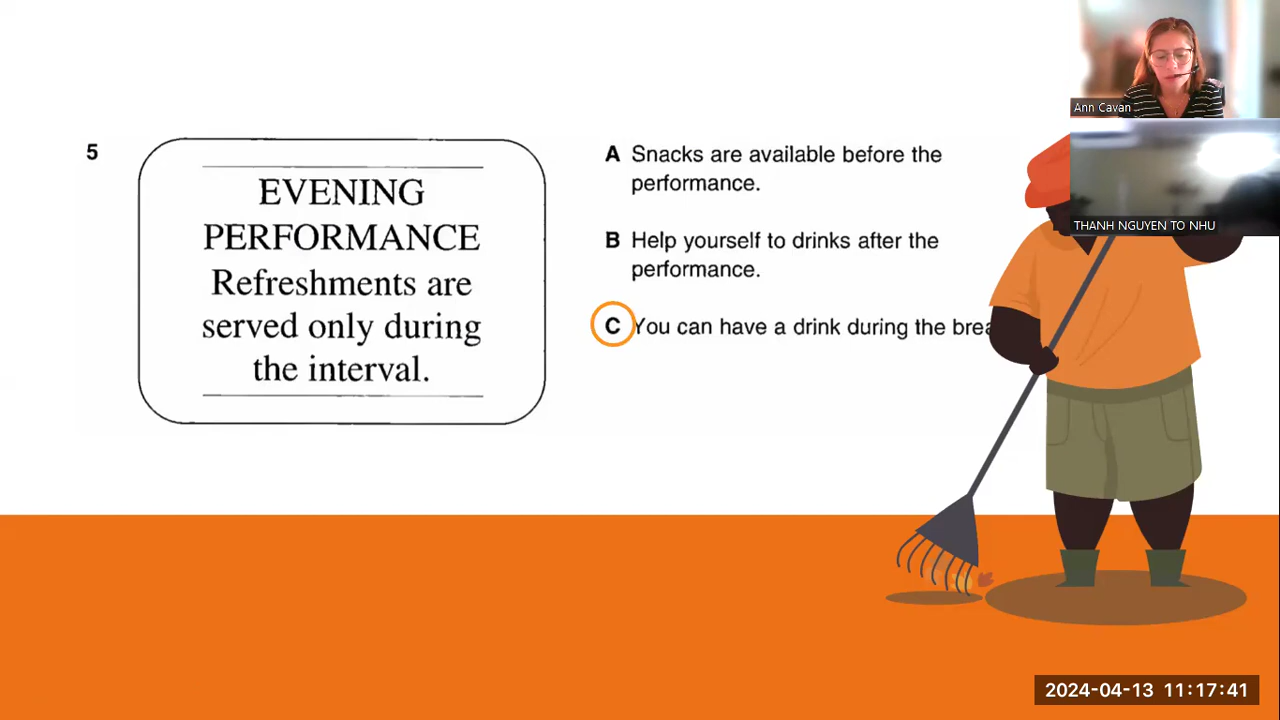 5
EVENING
PERFORMANCE
Refreshments are
served only during
the interval.
A Snacks are available before the
performance.
B Help yourself to drinks after the
performance.
C You can have a drink during the brea
Ann Cavan
THANH NGUYEN TO NHU
2024-04-13 11:17:41